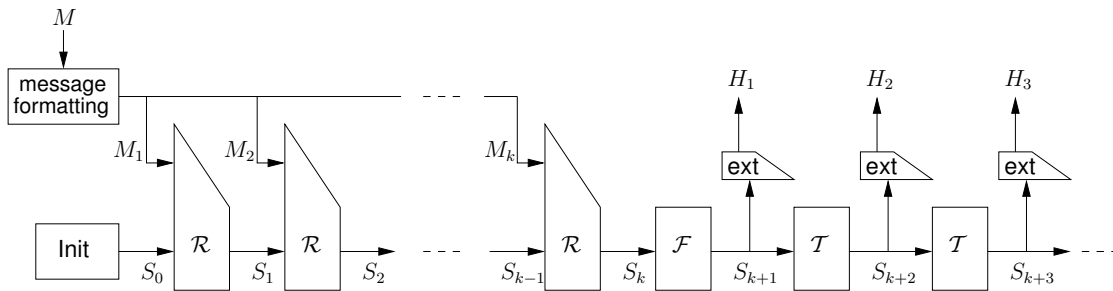 M
message
formatting
H₁ H₂ H₃
M₁ M₂ Mₖ
ext ext ext
Init ℛ ℛ ℛ ℱ 𝒯 𝒯
S₀ S₁ S₂ Sₖ₋₁ Sₖ Sₖ₊₁ Sₖ₊₂ Sₖ₊₃